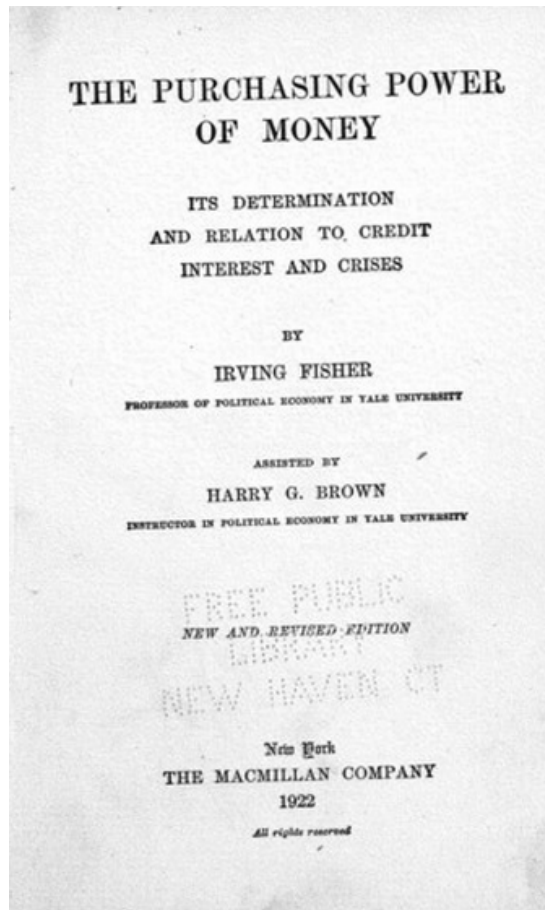 THE PURCHASING POWER
OF MONEY
ITS DETERMINATION
AND RELATION TO CREDIT
INTEREST AND CRISES
BY
IRVING FISHER
PROFESSOR OF POLITICAL ECONOMY IN YALE UNIVERSITY
ASSISTED BY
HARRY G. BROWN
INSTRUCTOR IN POLITICAL ECONOMY IN YALE UNIVERSITY
FREE PUBLIC
NEW AND REVISED EDITION
LIBRARY
NEW HAVEN CT
New York
THE MACMILLAN COMPANY
1922
All rights reserved